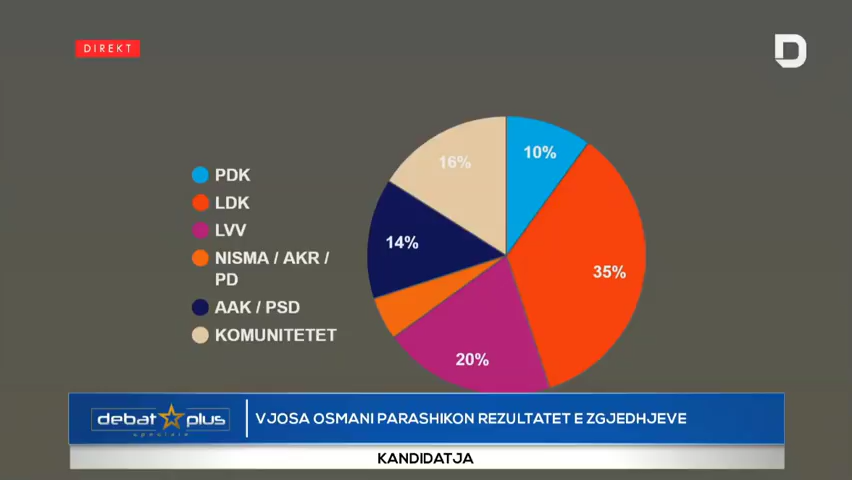 DIREKT
D
PDK
LDK
LVV
NISMA / AKR /
PD
AAK / PSD
KOMUNITETET
10%
35%
20%
14%
16%
debat plus
speciale
VJOSA OSMANI PARASHIKON REZULTATET E ZGJEDHJEVE
KANDIDATJA